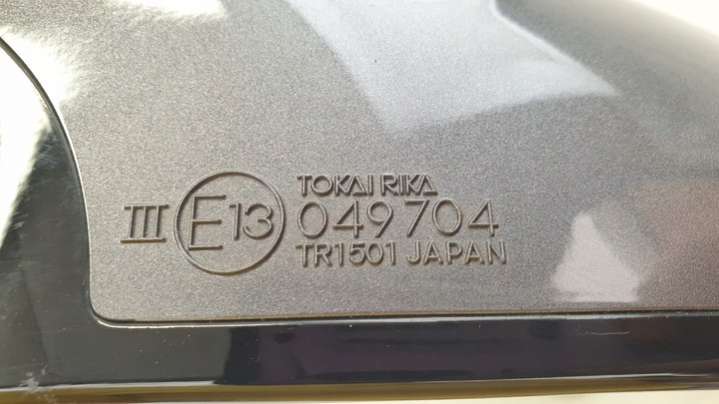 TOKAI RIKA
III E13 049704
TR1501 JAPAN